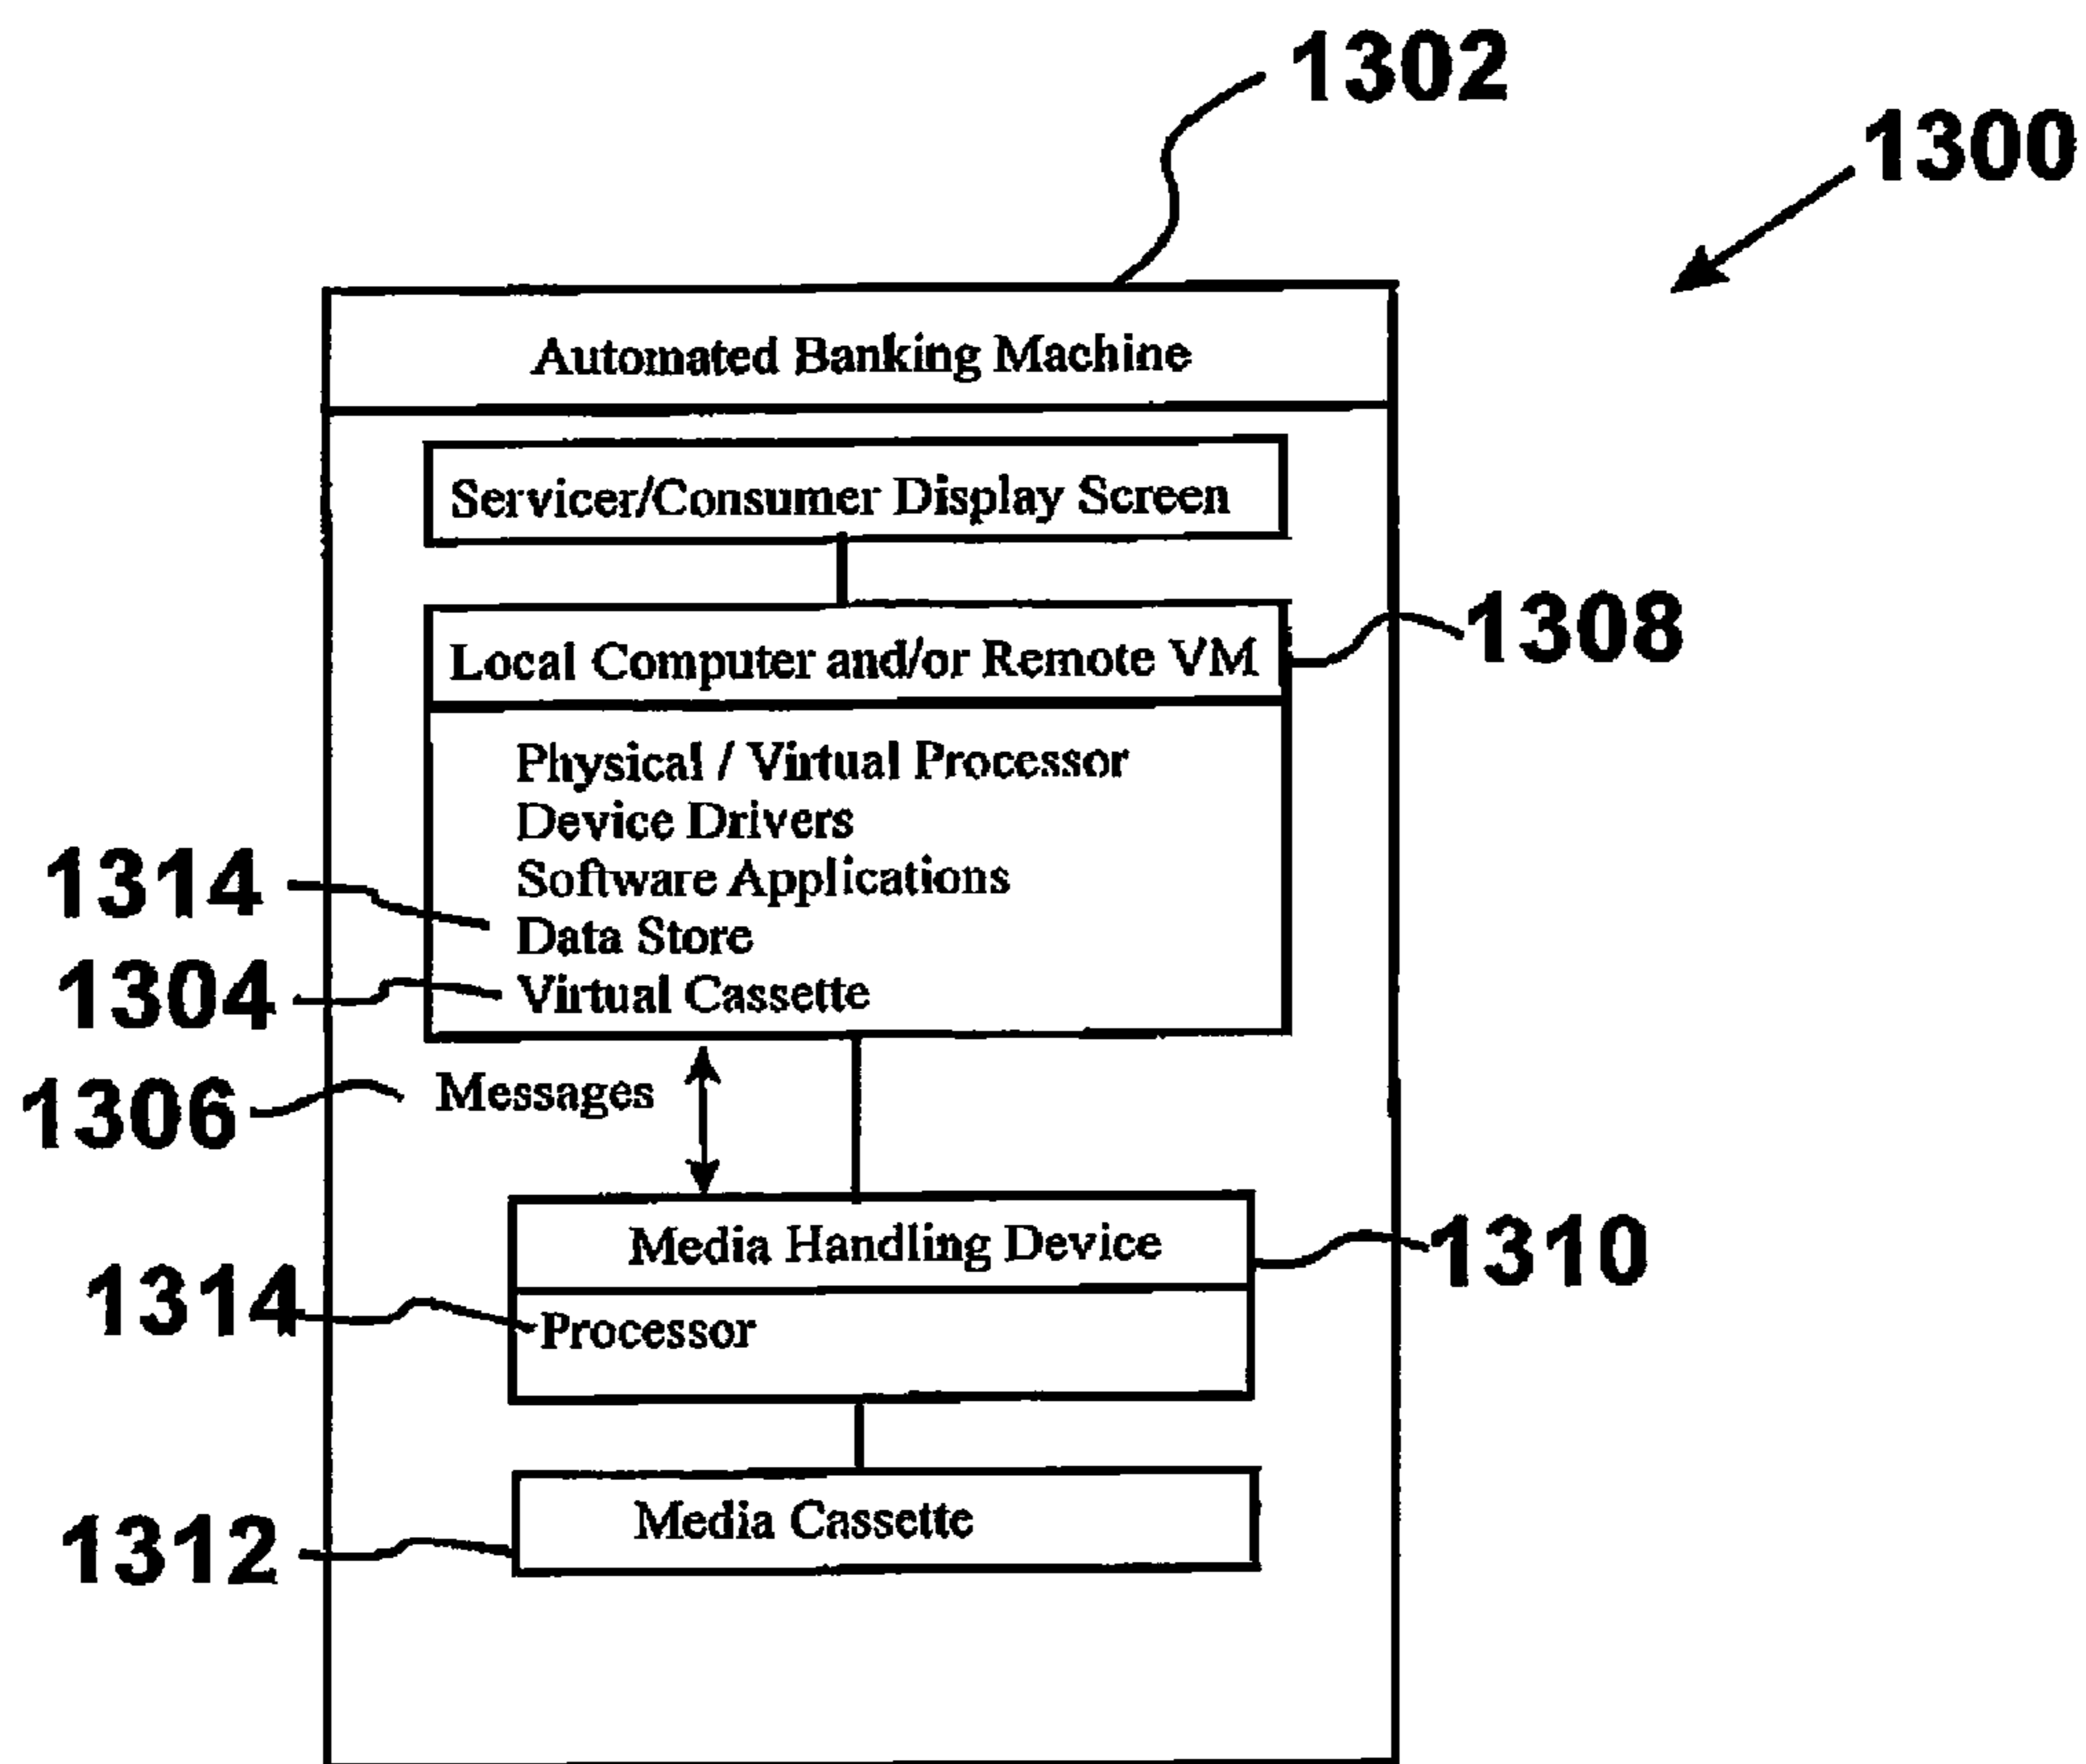 1302
1300
Automated Banking Machine
Servicer/Consumer Display Screen
1308
Local Computer and/or Remote VM
Physical / Virtual Processor
Device Drivers
Software Applications
1314
Data Store
1304
Virtual Cassette
1306
Messages
Media Handling Device
1310
1314
Processor
1312
Media Cassette